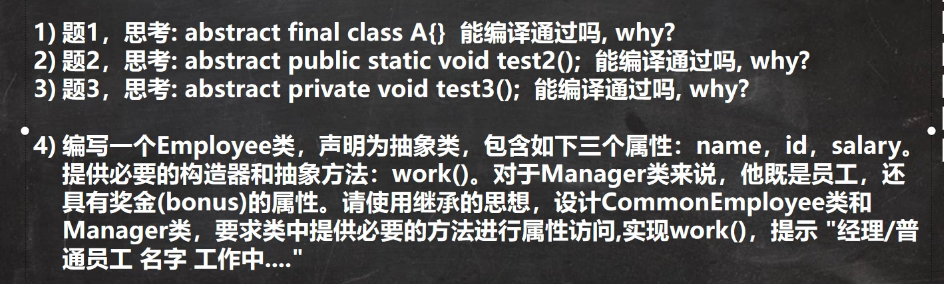 1) 题1，思考: abstract final class A{}  能编译通过吗, why?
2) 题2，思考: abstract public static void test2();  能编译通过吗, why?
3) 题3，思考: abstract private void test3();  能编译通过吗, why?
4) 编写一个Employee类，声明为抽象类，包含如下三个属性：name，id，salary。
提供必要的构造器和抽象方法：work()。对于Manager类来说，他既是员工，还
具有奖金(bonus)的属性。请使用继承的思想，设计CommonEmployee类和
Manager类，要求类中提供必要的方法进行属性访问,实现work()，提示 "经理/普
通员工 名字 工作中...."